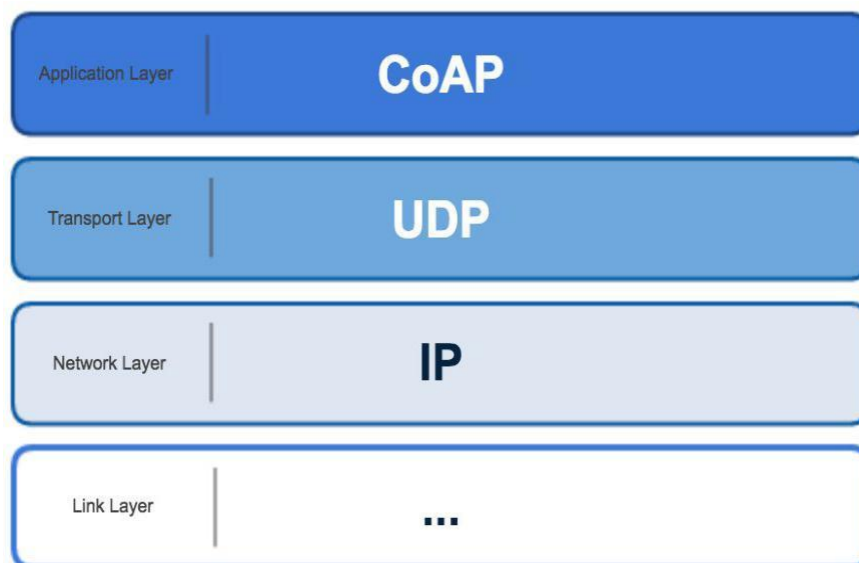 Application Layer
CoAP
Transport Layer
UDP
Network Layer
IP
Link Layer
...